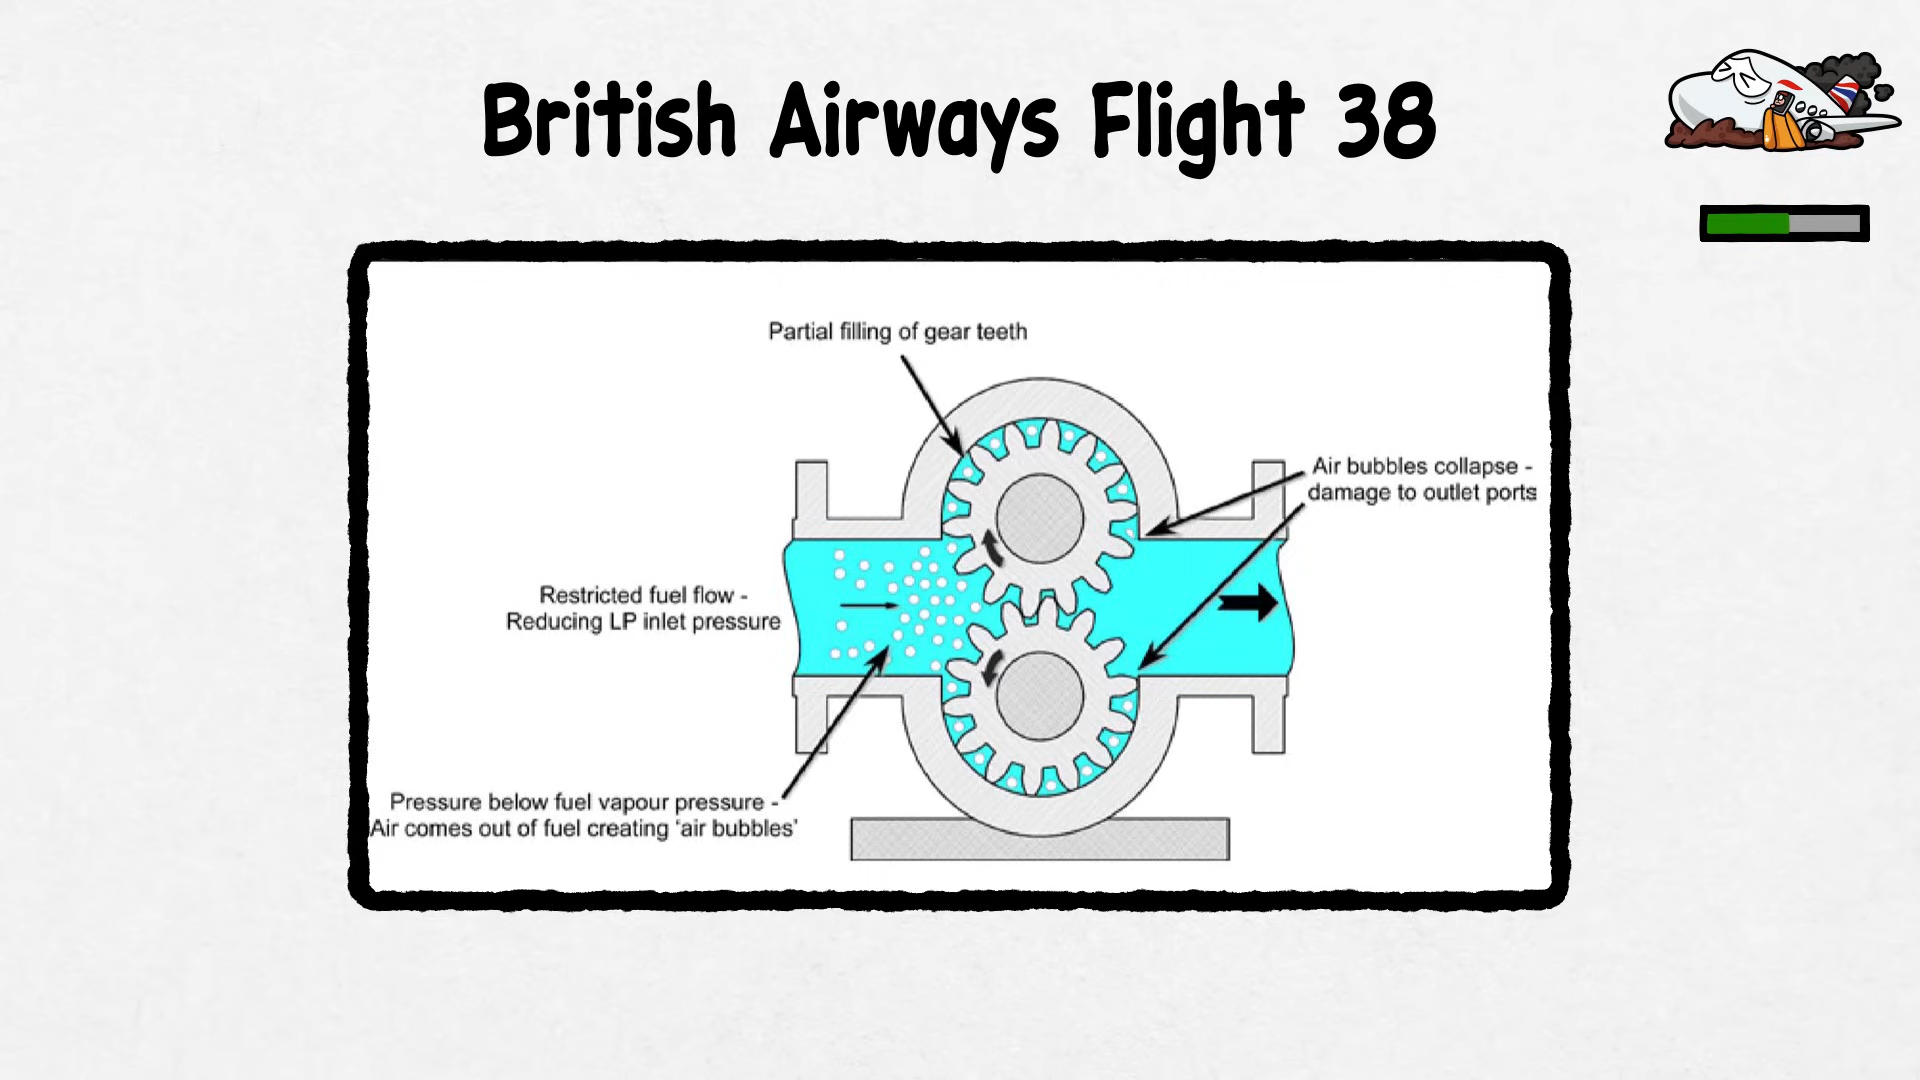 British Airways Flight 38
Partial filling of gear teeth
Air bubbles collapse -
damage to outlet ports
Restricted fuel flow -
Reducing LP inlet pressure
Pressure below fuel vapour pressure -
Air comes out of fuel creating ‘air bubbles’